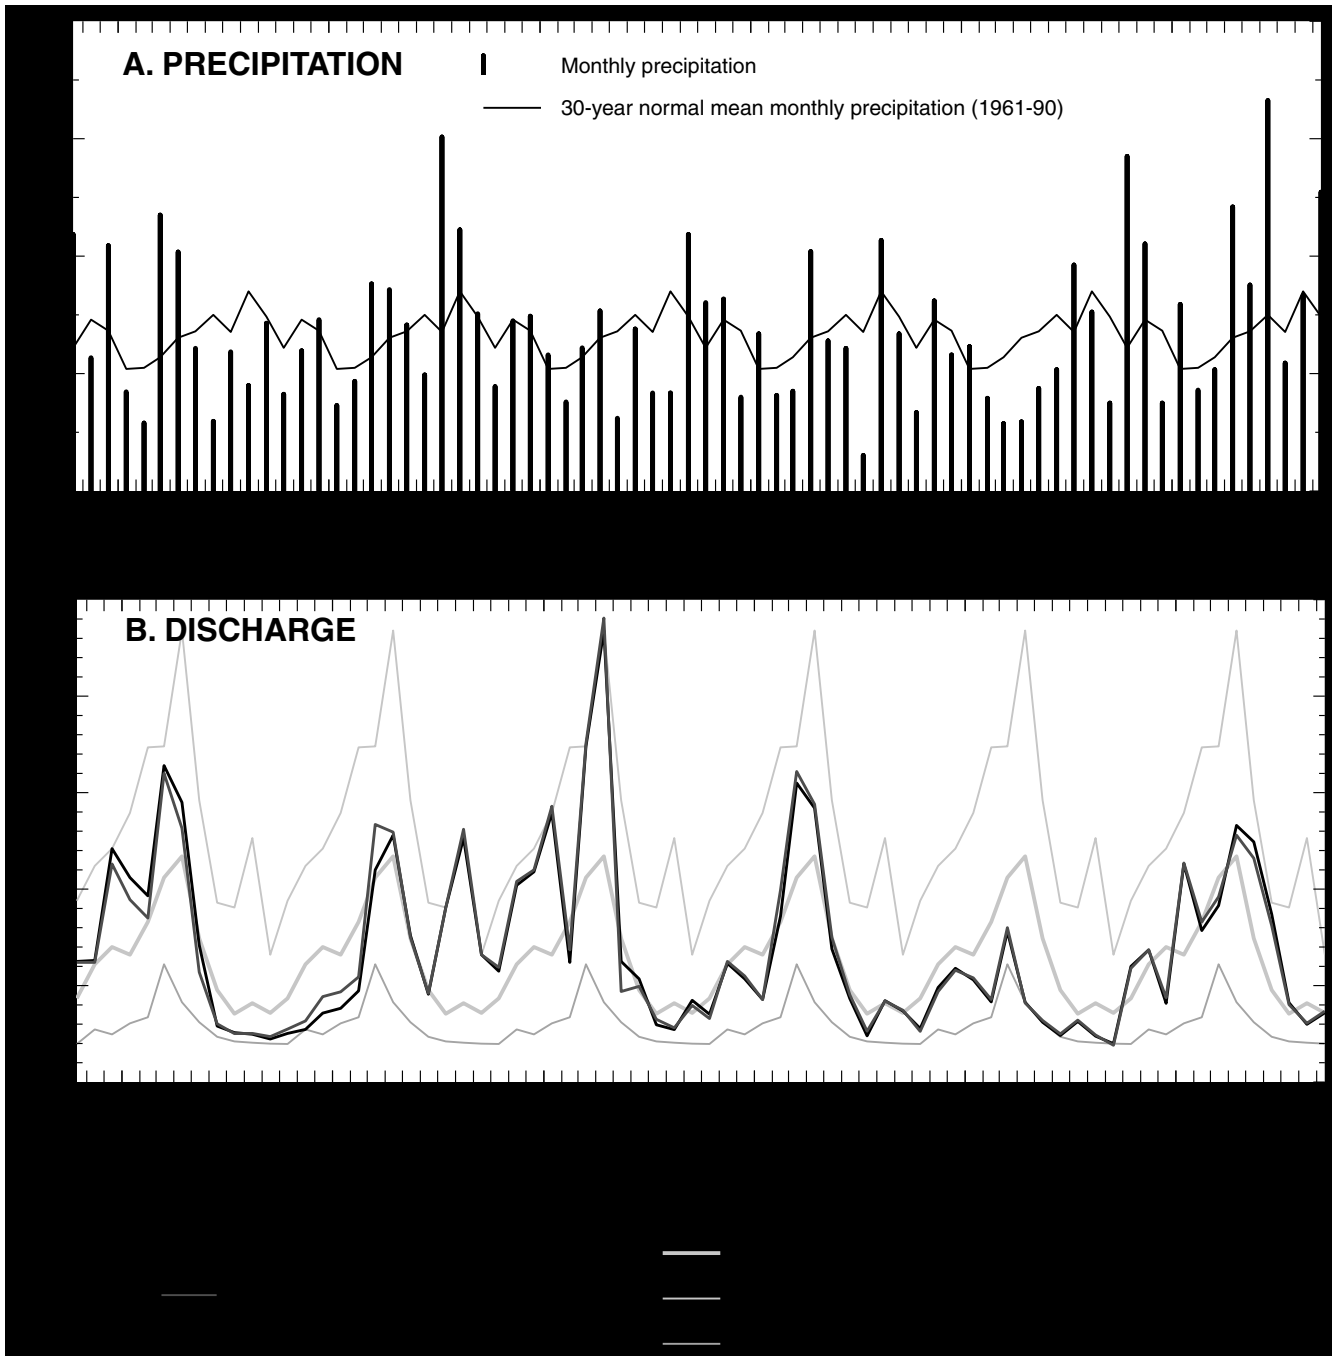 A. PRECIPITATION
Monthly precipitation
30-year normal mean monthly precipitation (1961-90)
B. DISCHARGE